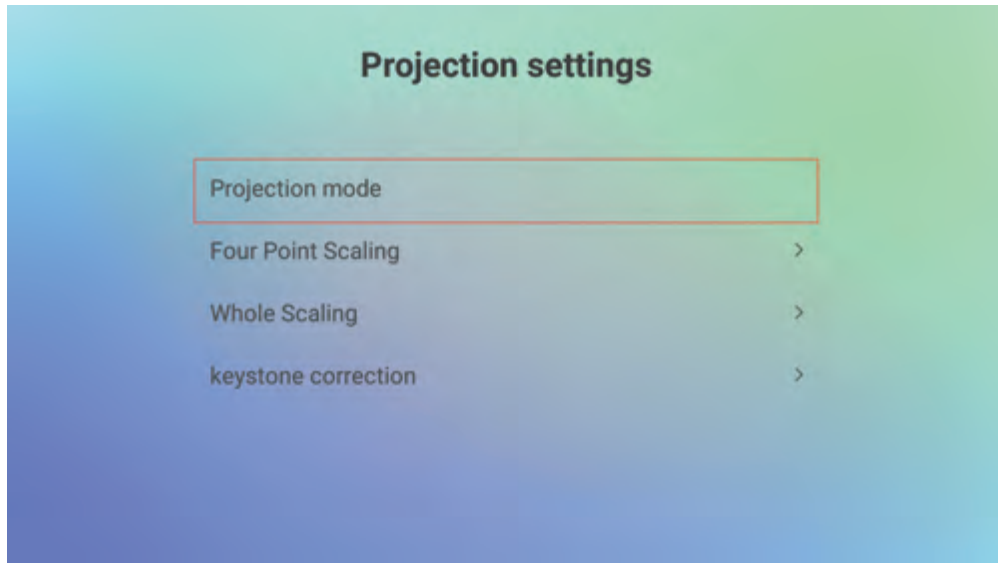 Projection settings
Projection mode
Four Point Scaling
Whole Scaling
keystone correction